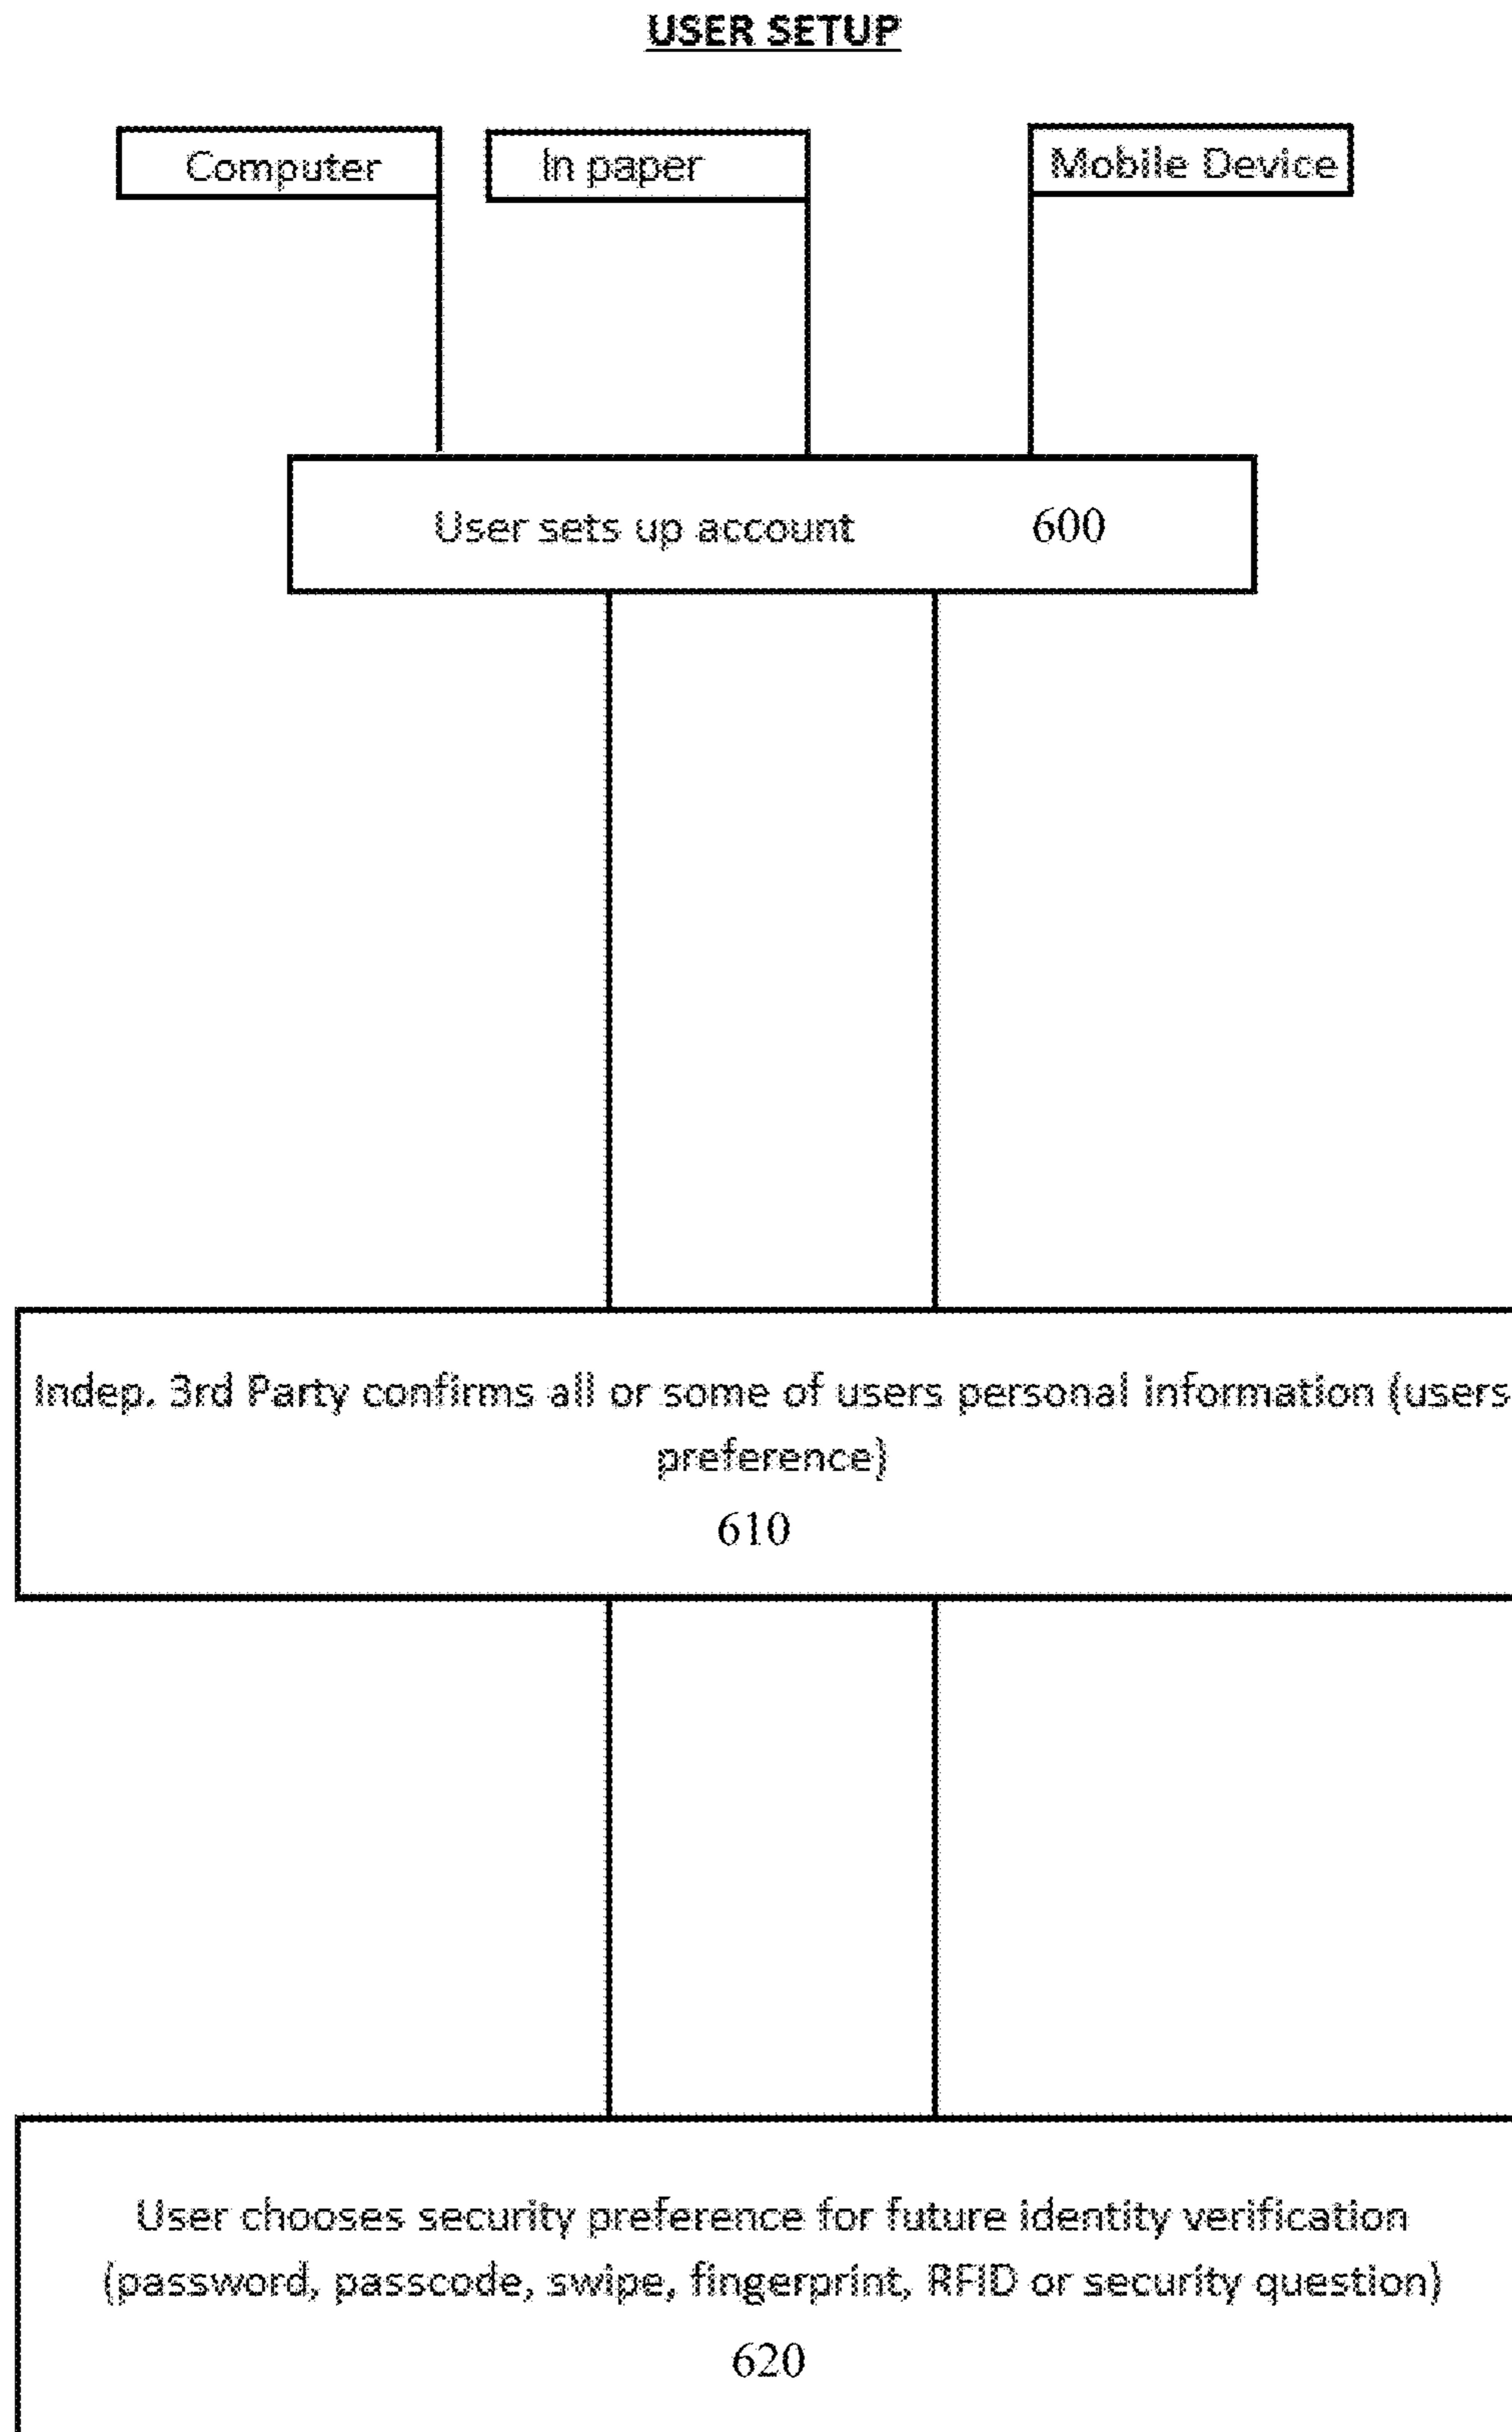 USER SETUP
Computer
In paper
Mobile Device
User sets up account 600
Indep. 3rd Party confirms all or some of users personal information (users
preference)
610
User chooses security preference for future identity verification
(password, passcode, swipe, fingerprint, RFID or security question)
620